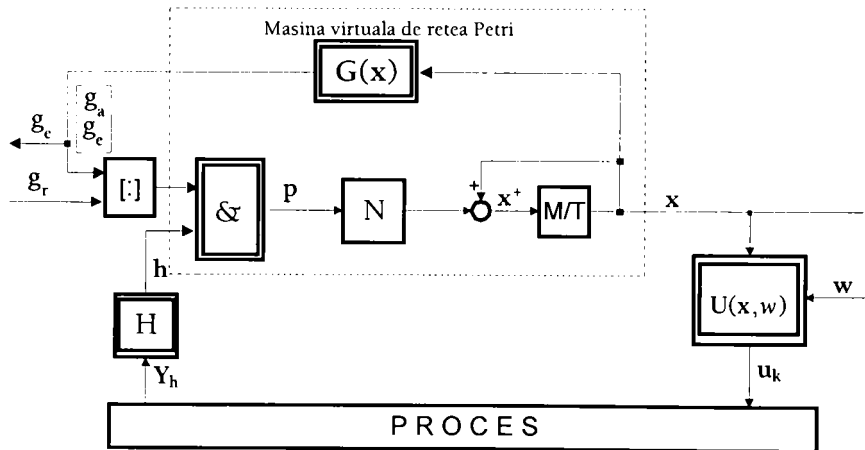 Masina virtuala de retea Petri
G(x)
g_a
g_c
g_e
g_r
[:]
&
p
N
+
x⁺
M/T
x
h
w
H
U(x,w)
Y_h
u_k
PROCES